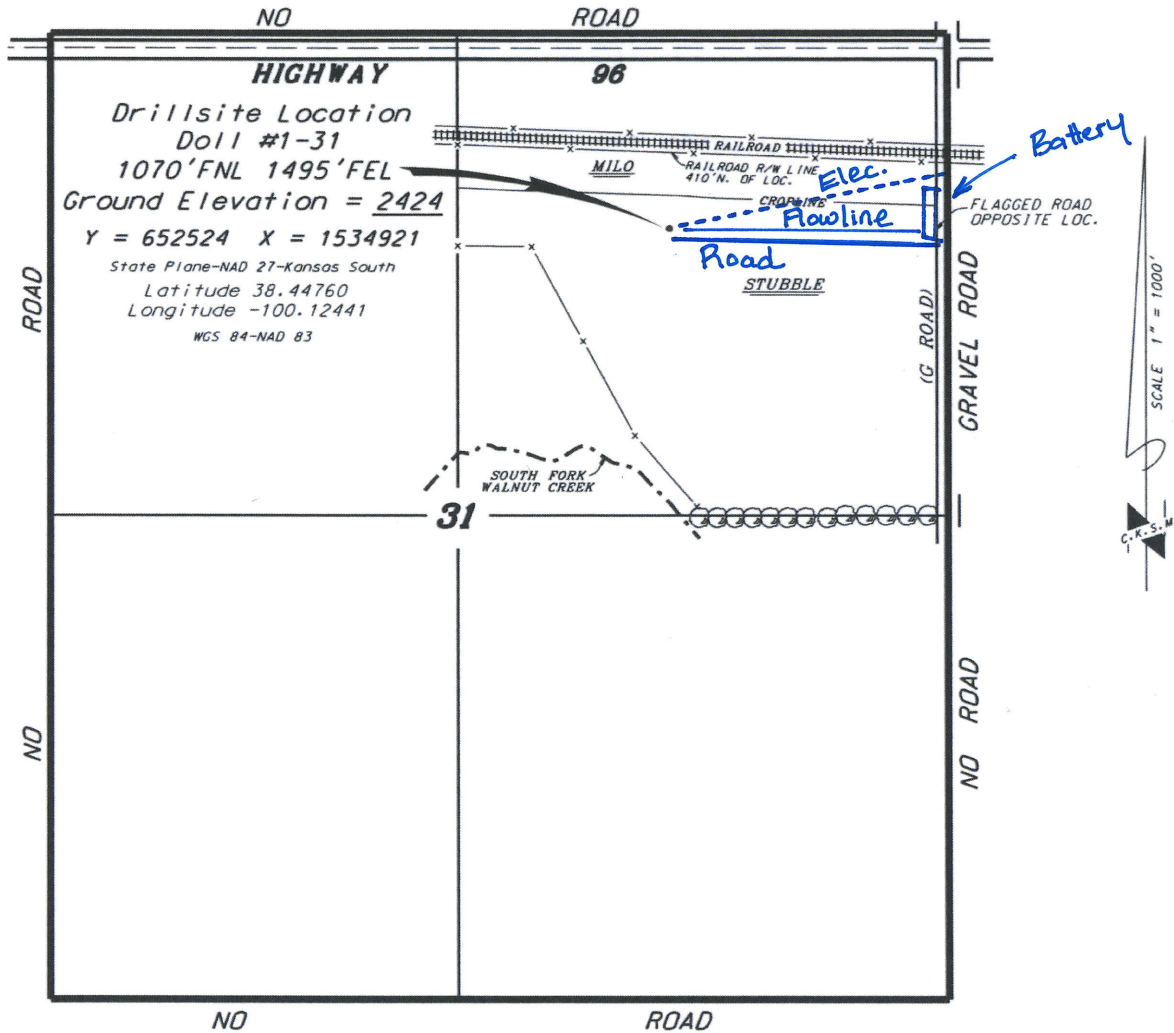 NO ROAD
HIGHWAY 96
Drillsite Location
Doll #1-31
1070'FNL 1495'FEL
Ground Elevation = 2424
Y = 652524 X = 1534921
State Plane-NAD 27-Kansas South
Latitude 38.44760
Longitude -100.12441
WGS 84-NAD 83
RAILROAD
MILO
RAILROAD R/W LINE
410'N. OF LOC.
Elec.
Battery
CROPLINE
Flowline
FLAGGED ROAD
OPPOSITE LOC.
Road
STUBBLE
ROAD
(G ROAD)
GRAVEL ROAD
SCALE 1" = 1000'
SOUTH FORK
WALNUT CREEK
31
C.K.S.M
NO
NO ROAD
NO ROAD